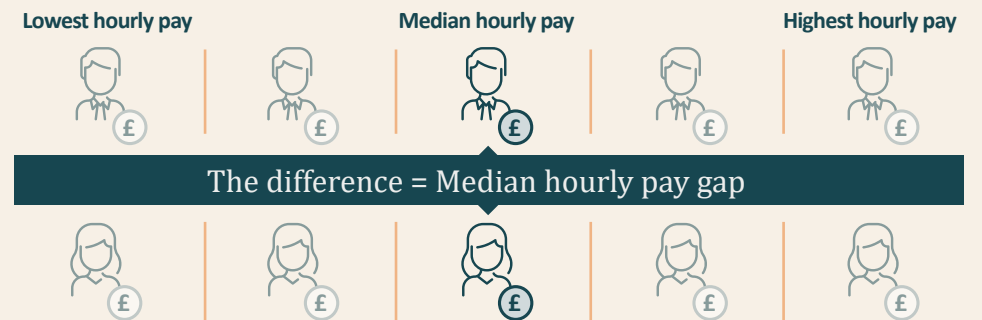 Lowest hourly pay Median hourly pay Highest hourly pay
£ £ £ £ £
The difference = Median hourly pay gap
£ £ £ £ £